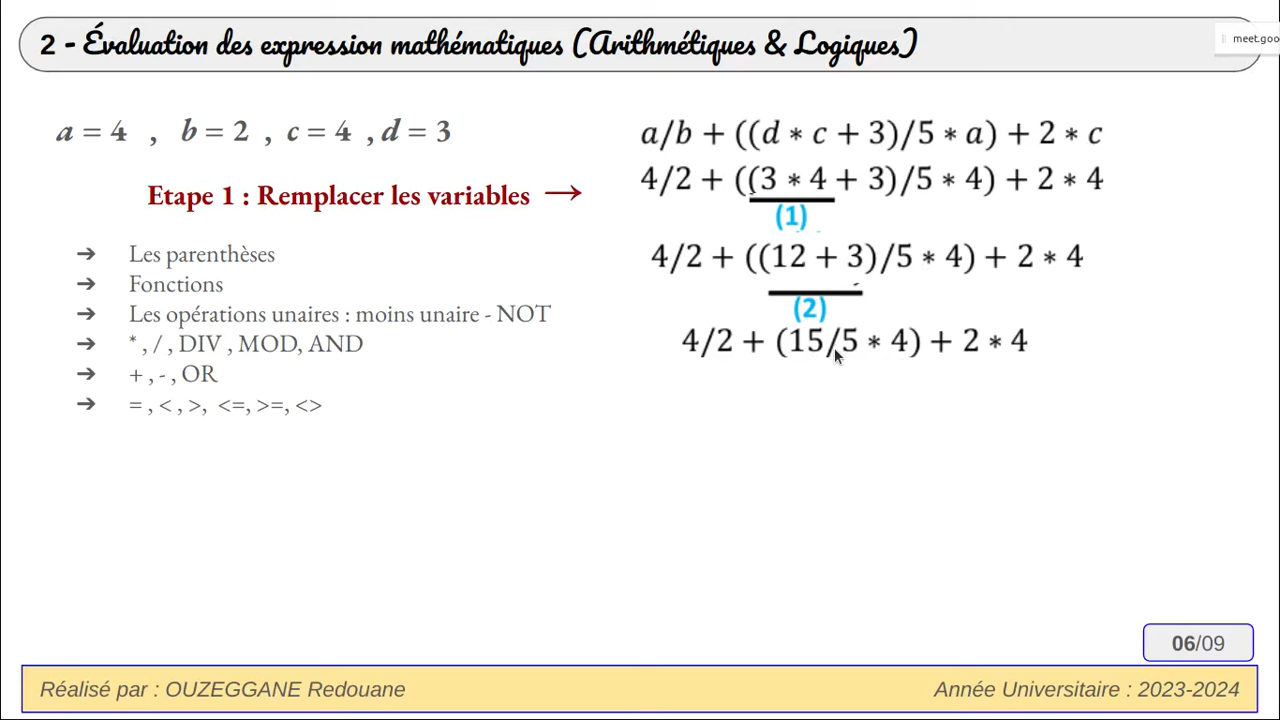 2 - Évaluation des expression mathématiques (Arithmétiques & Logiques)
meet.goo
a = 4 , b = 2 , c = 4 , d = 3
a/b + ((d ∗ c + 3)/5 ∗ a) + 2 ∗ c
Etape 1 : Remplacer les variables →
4/2 + ((3 ∗ 4 + 3)/5 ∗ 4) + 2 ∗ 4
(1)
➔ Les parenthèses
4/2 + ((12 + 3)/5 ∗ 4) + 2 ∗ 4
➔ Fonctions
➔ Les opérations unaires : moins unaire - NOT
(2)
➔ * , / , DIV , MOD, AND
4/2 + (15/5 ∗ 4) + 2 ∗ 4
➔ + , - , OR
➔ = , < , >, <=, >=, <>
06/09
Réalisé par : OUZEGGANE Redouane
Année Universitaire : 2023-2024